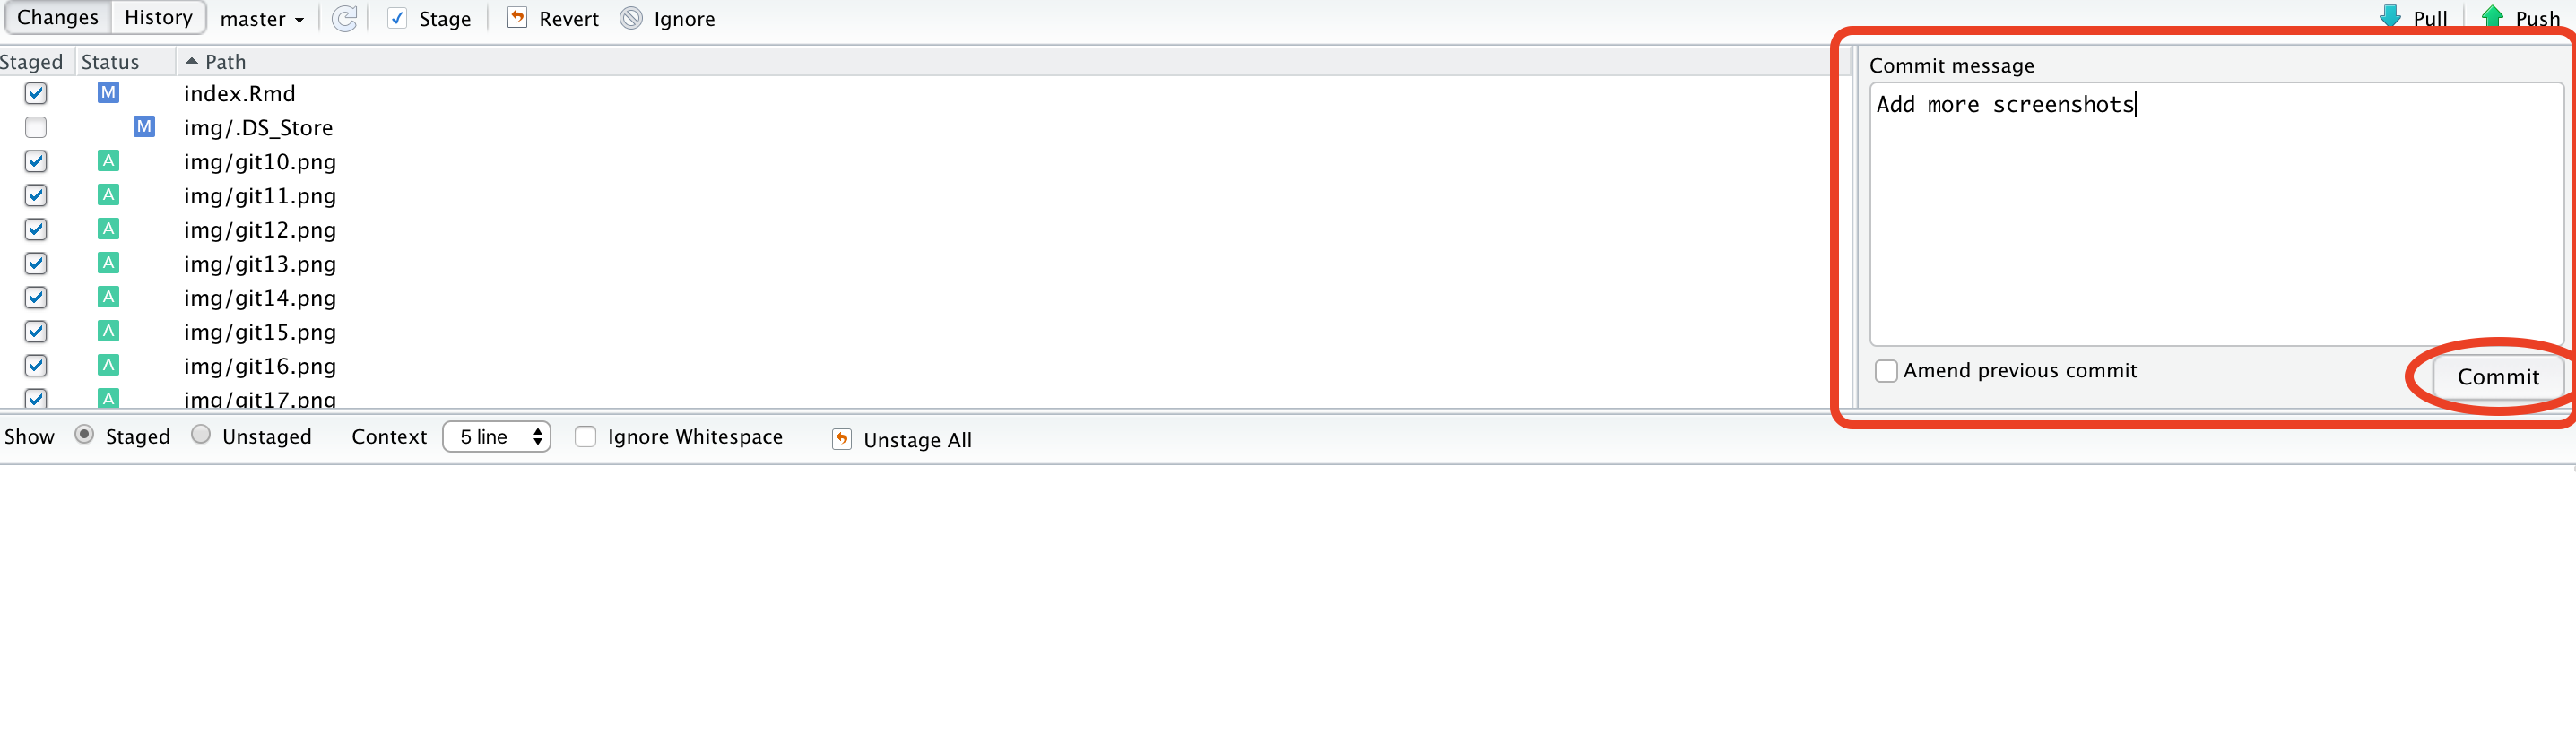 Changes History master Stage Revert Ignore Pull Push
Staged Status Path
Commit message
Add more screenshots
M index.Rmd
M img/.DS_Store
A img/git10.png
A img/git11.png
A img/git12.png
A img/git13.png
A img/git14.png
A img/git15.png
A img/git16.png
A img/git17.png
Amend previous commit Commit
Show Staged Unstaged Context 5 line Ignore Whitespace Unstage All